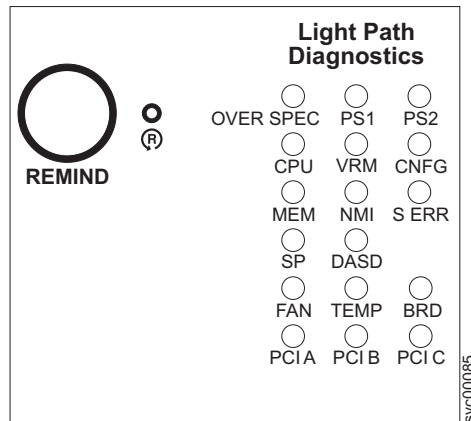 Light Path
Diagnostics
OVER SPEC PS1 PS2
R
REMIND
CPU VRM CNFG
MEM NMI S ERR
SP DASD
FAN TEMP BRD
PCI A PCI B PCI C
svc00085